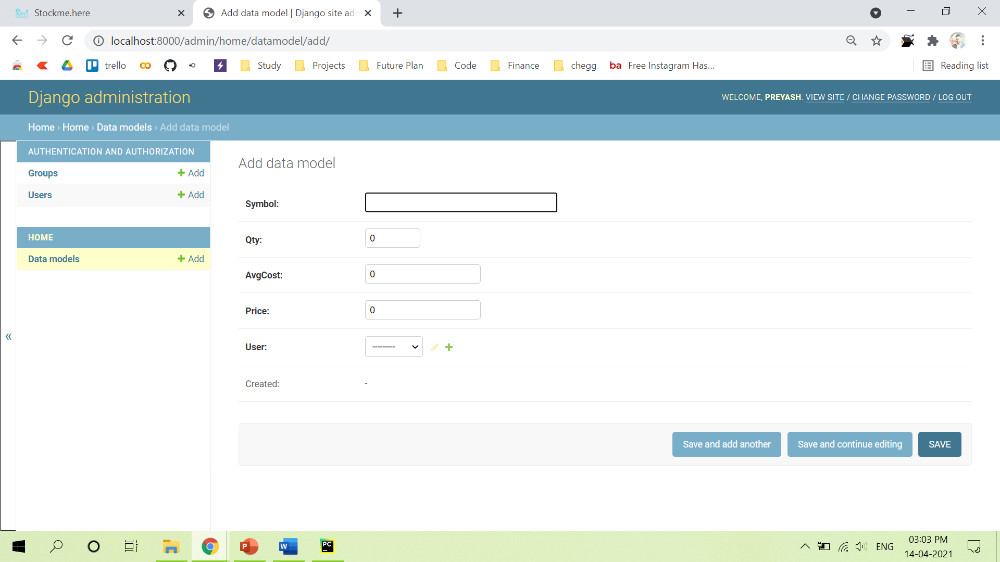 Stockme.here
Add data model | Django site adr
localhost:8000/admin/home/datamodel/add/
trello
Study
Projects
Future Plan
Code
Finance
chegg
ba Free Instagram Has...
Reading list
Django administration
WELCOME, PREYASH. VIEW SITE / CHANGE PASSWORD / LOG OUT
Home › Home › Data models › Add data model
AUTHENTICATION AND AUTHORIZATION
Groups + Add
Users + Add
HOME
Data models + Add
«
Add data model
Symbol:
Qty: 0
AvgCost: 0
Price: 0
User: ---------
Created: -
Save and add another
Save and continue editing
SAVE
P
W
PC
ENG
03:03 PM
14-04-2021